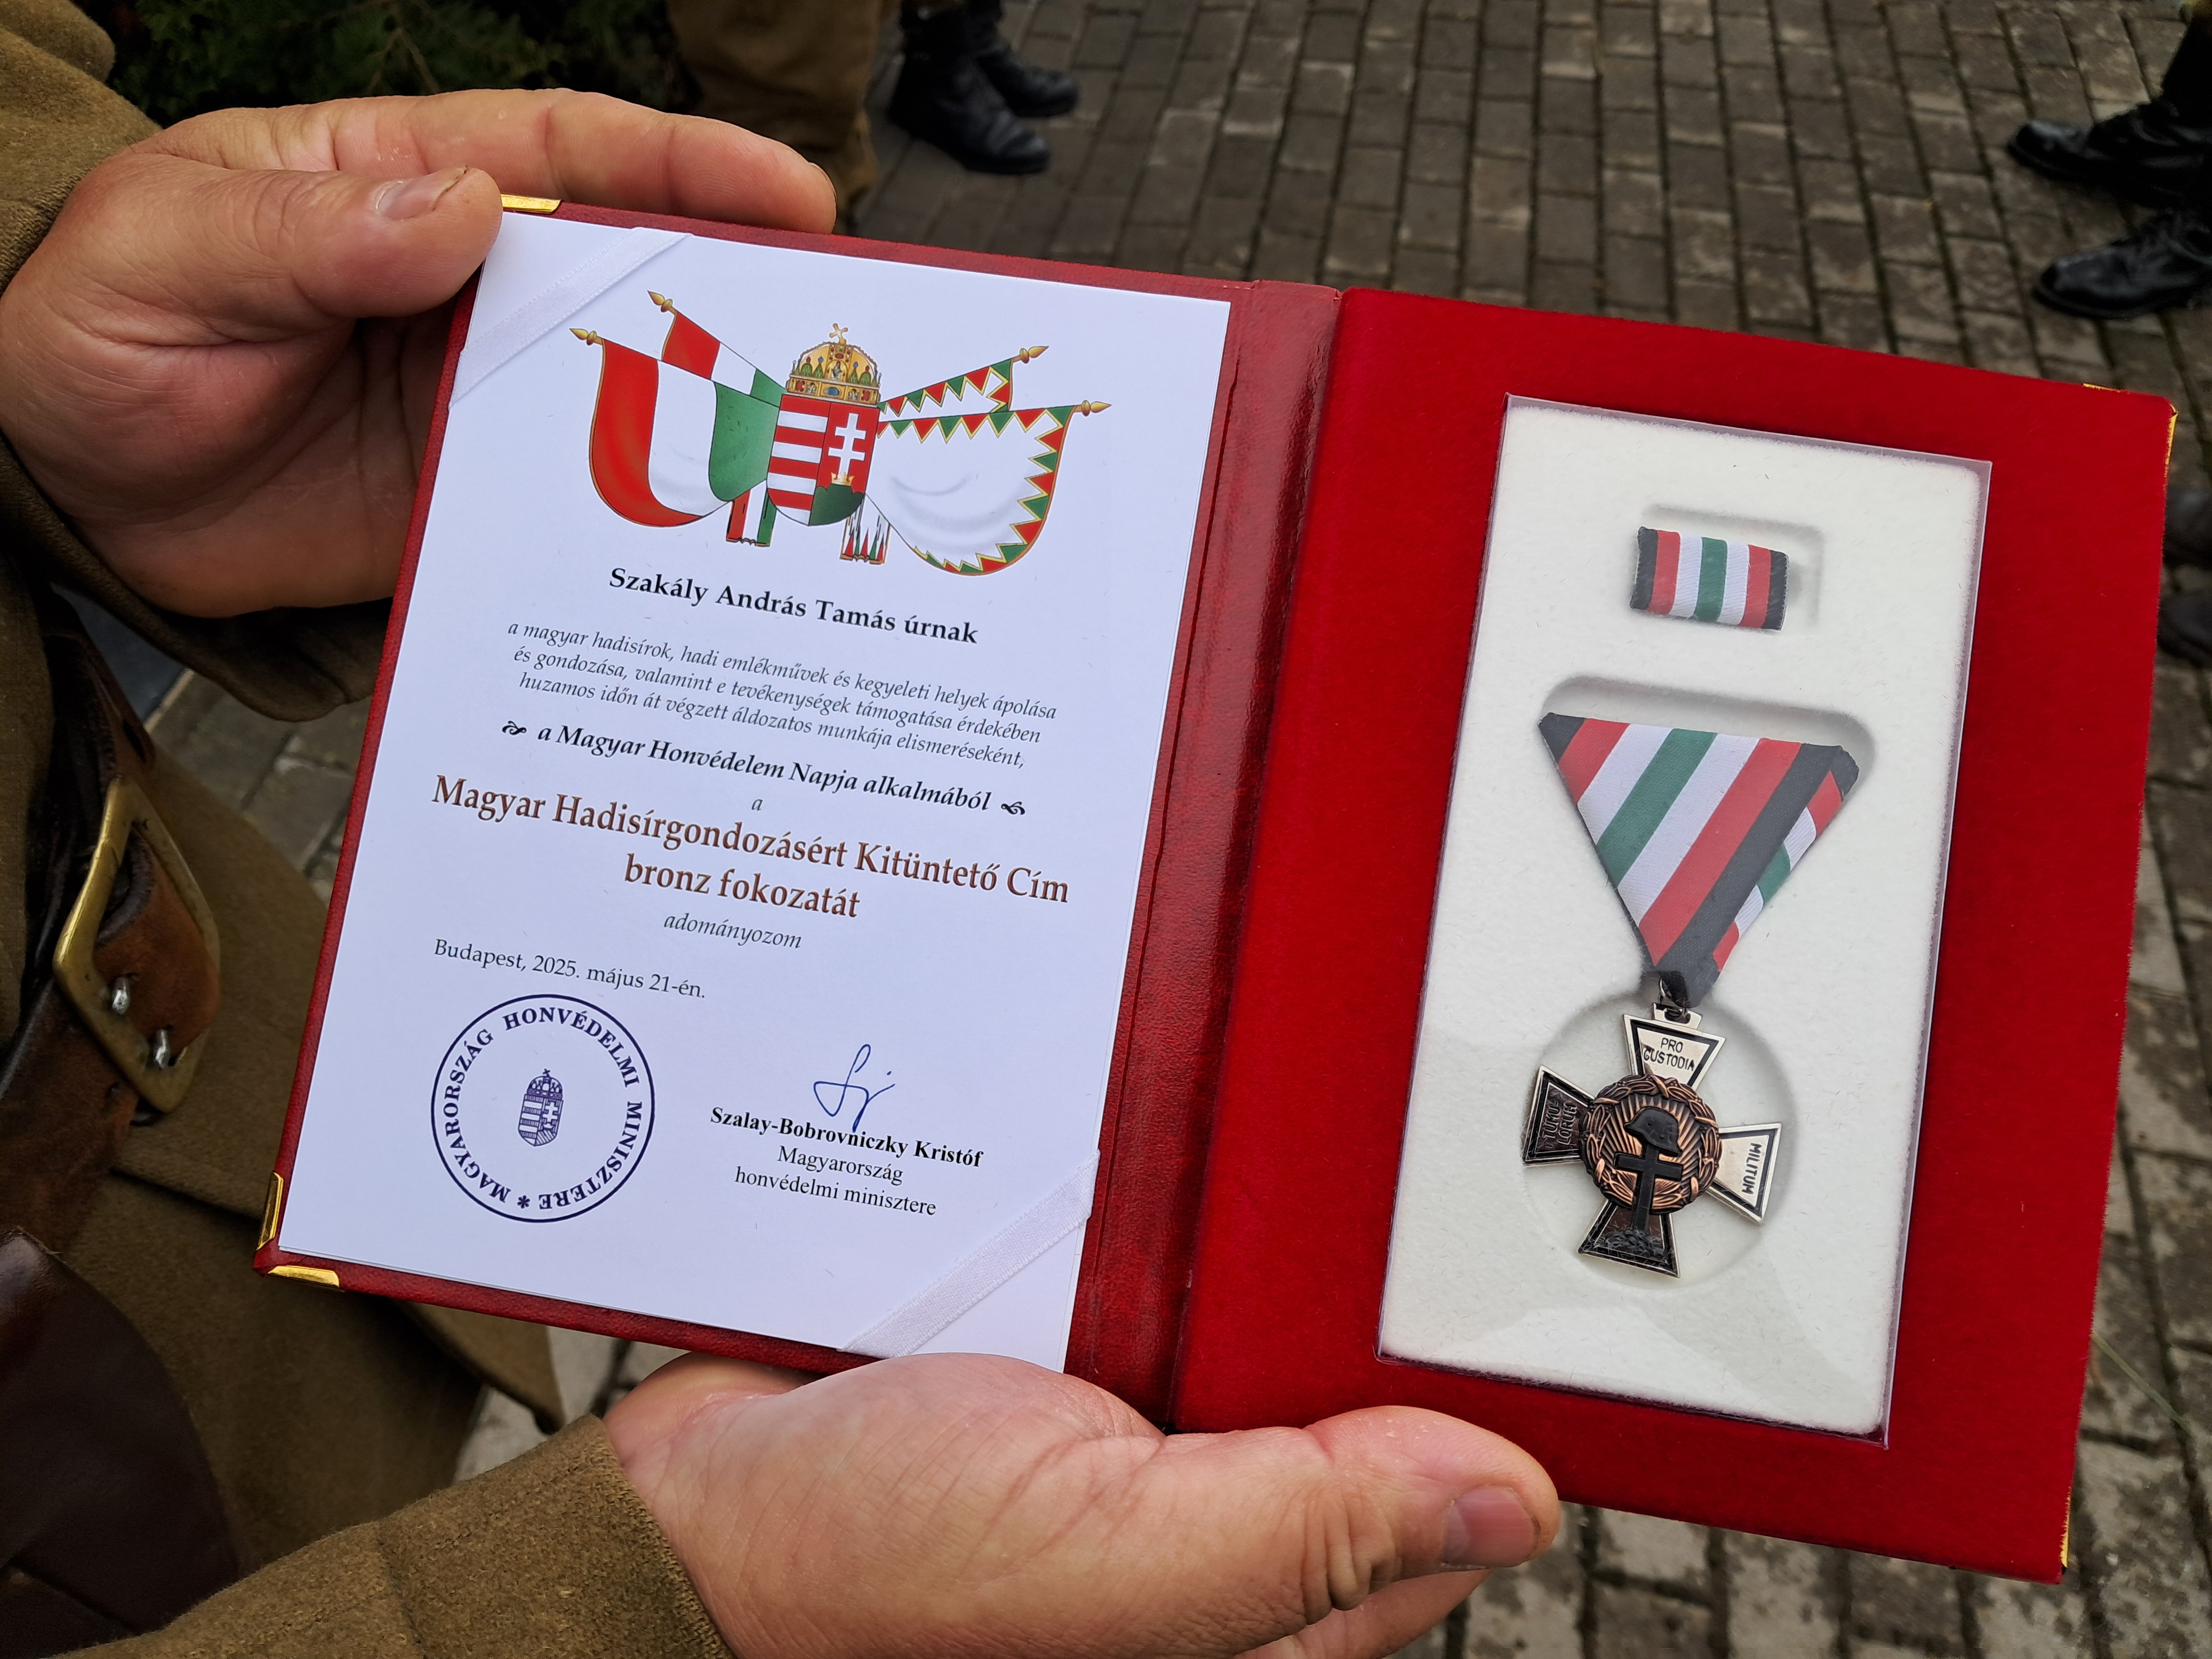 Szakály András Tamás úrnak
a magyar hadisírok, hadi emlékművek és kegyeleti helyek ápolása
és gondozása, valamint e tevékenységek támogatása érdekében
huzamos időn át végzett áldozatos munkája elismeréseként,
a Magyar Honvédelem Napja alkalmából
a
Magyar Hadisírgondozásért Kitüntető Cím
bronz fokozatát
adományozom
Budapest, 2025. május 21-én.
MAGYARORSZÁG HONVÉDELMI MINISZTERE *
Szalay-Bobrovniczky Kristóf
Magyarország
honvédelmi minisztere
PRO
CUSTODIA
MILITUM